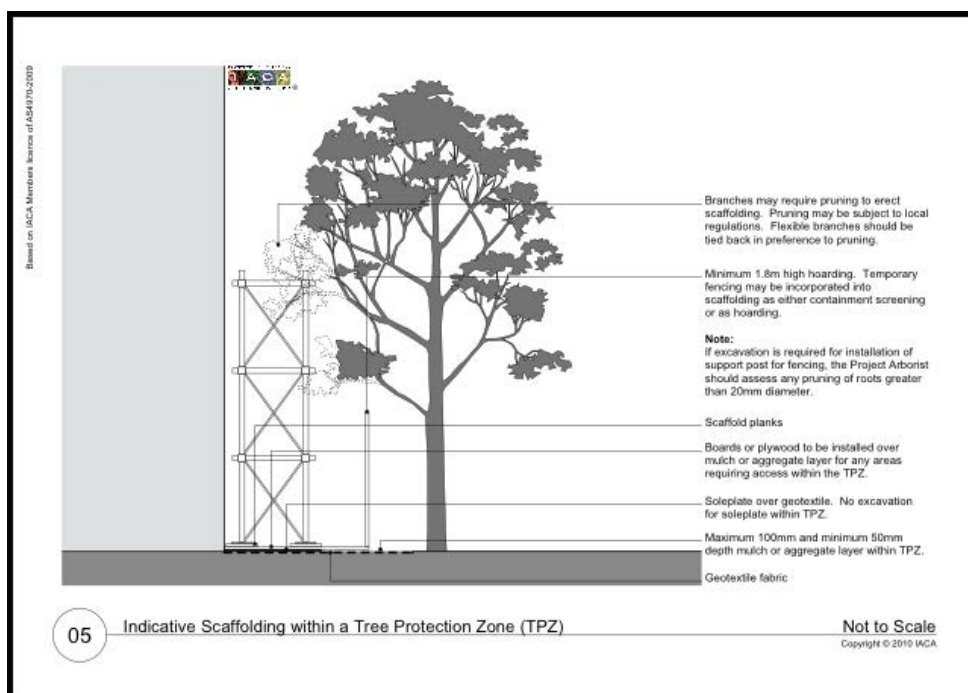 Based on IACA Members licence of AS4970-2009
IACA
Branches may require pruning to erect
scaffolding. Pruning may be subject to local
regulations. Flexible branches should be
tied back in preference to pruning.
Minimum 1.8m high hoarding. Temporary
fencing may be incorporated into
scaffolding as either containment screening
or as hoarding.
Note:
If excavation is required for installation of
support post for fencing, the Project Arborist
should assess any pruning of roots greater
than 20mm diameter.
Scaffold planks
Boards or plywood to be installed over
mulch or aggregate layer for any areas
requiring access within the TPZ.
Soleplate over geotextile. No excavation
for soleplate within TPZ.
Maximum 100mm and minimum 50mm
depth mulch or aggregate layer within TPZ.
Geotextile fabric
05
Indicative Scaffolding within a Tree Protection Zone (TPZ)
Not to Scale
Copyright © 2010 IACA